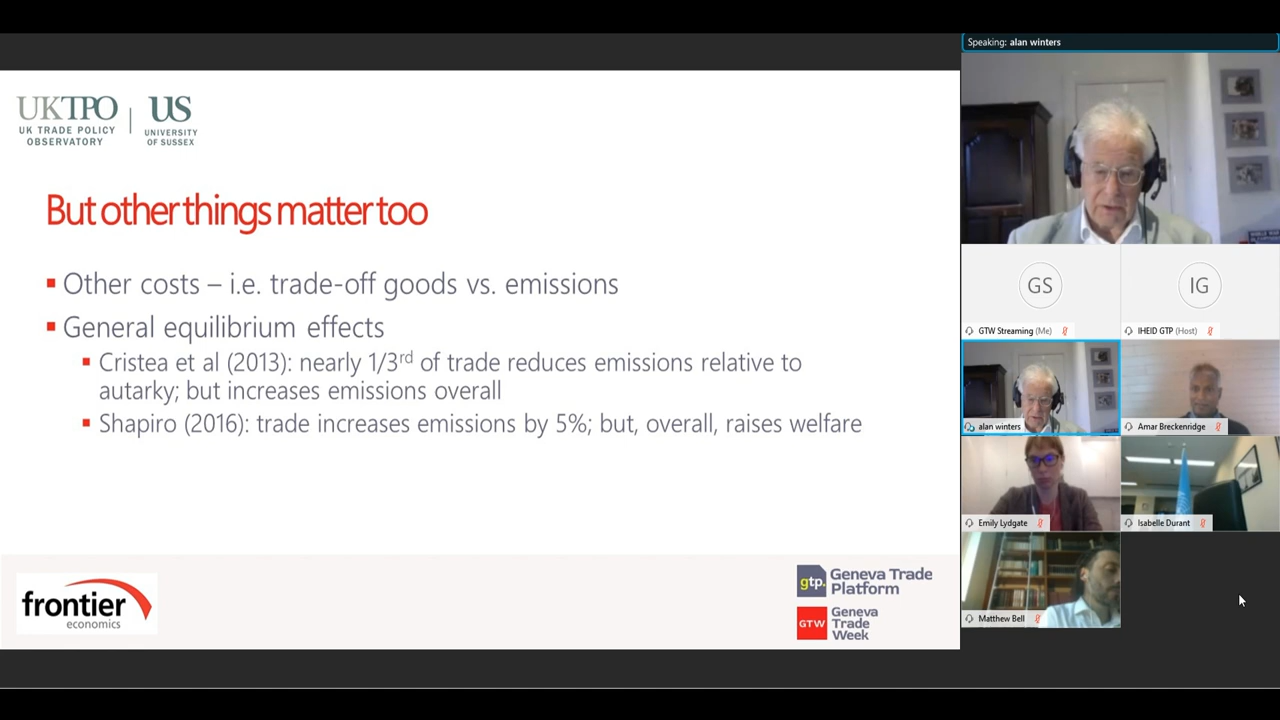 Speaking: alan winters
UKTPO
UK TRADE POLICY
OBSERVATORY
US
UNIVERSITY
OF SUSSEX
But other things matter too
Other costs – i.e. trade-off goods vs. emissions
General equilibrium effects
Cristea et al (2013): nearly 1/3rd of trade reduces emissions relative to
autarky; but increases emissions overall
Shapiro (2016): trade increases emissions by 5%; but, overall, raises welfare
frontier
economics
gtp.
Geneva Trade
Platform
GTW
Geneva
Trade
Week
GS
IG
GTW Streaming (Me)
IHEID GTP (Host)
alan winters
Amar Breckenridge
Emily Lydgate
Isabelle Durant
Matthew Bell